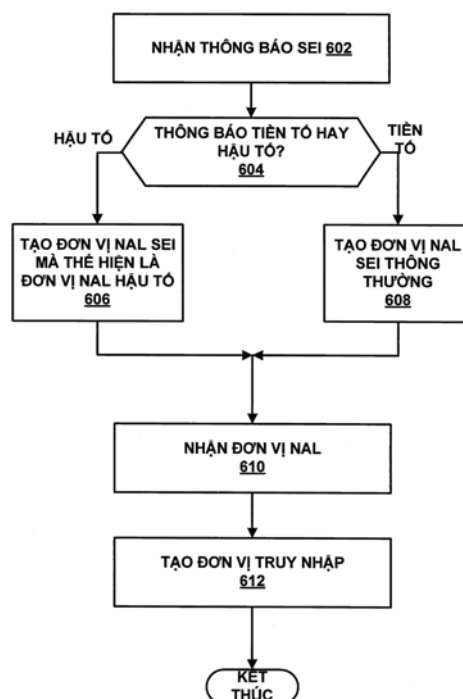 NHẬN THÔNG BÁO SEI 602
HẬU TỐ
THÔNG BÁO TIỀN TỐ HAY
HẬU TỐ?
604
TIỀN
TỐ
TẠO ĐƠN VỊ NAL SEI
MÀ THỂ HIỆN LÀ
ĐƠN VỊ NAL HẬU TỐ
606
TẠO ĐƠN VỊ NAL
SEI THÔNG
THƯỜNG
608
NHẬN ĐƠN VỊ NAL
610
TẠO ĐƠN VỊ TRUY NHẬP
612
KẾT
THÚC